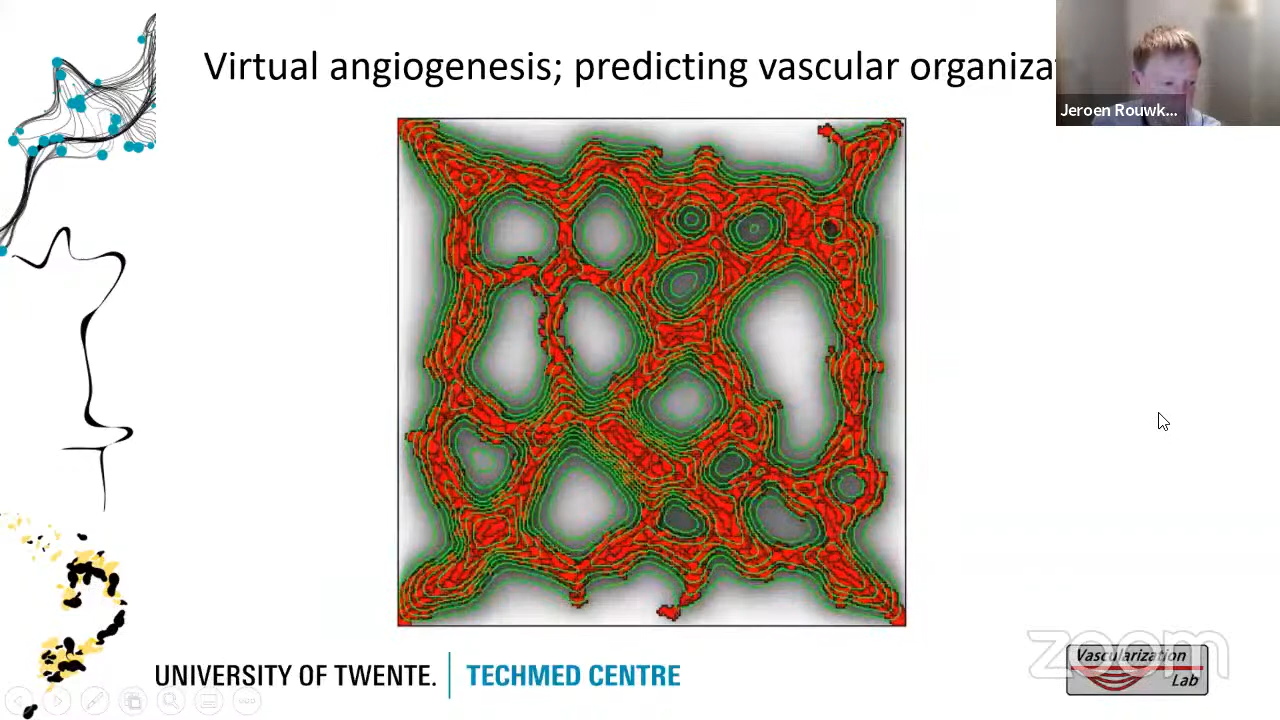 Virtual angiogenesis; predicting vascular organiza
Jeroen Rouwk...
UNIVERSITY OF TWENTE. | TECHMED CENTRE
zoom
Vascularization
Lab